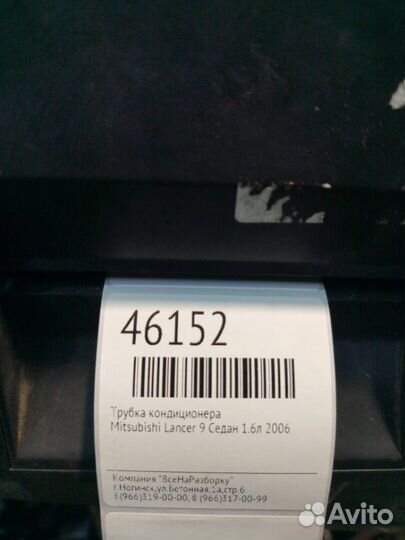 46152
Трубка кондиционера
Mitsubishi Lancer 9 Седан 1.6л 2006
Компания "ВсеНаРазборку"
г.Ногинск,ул.Бетонная,1а,стр.6
8(966)319-00-00, 8 (966)317-00-99
Avito